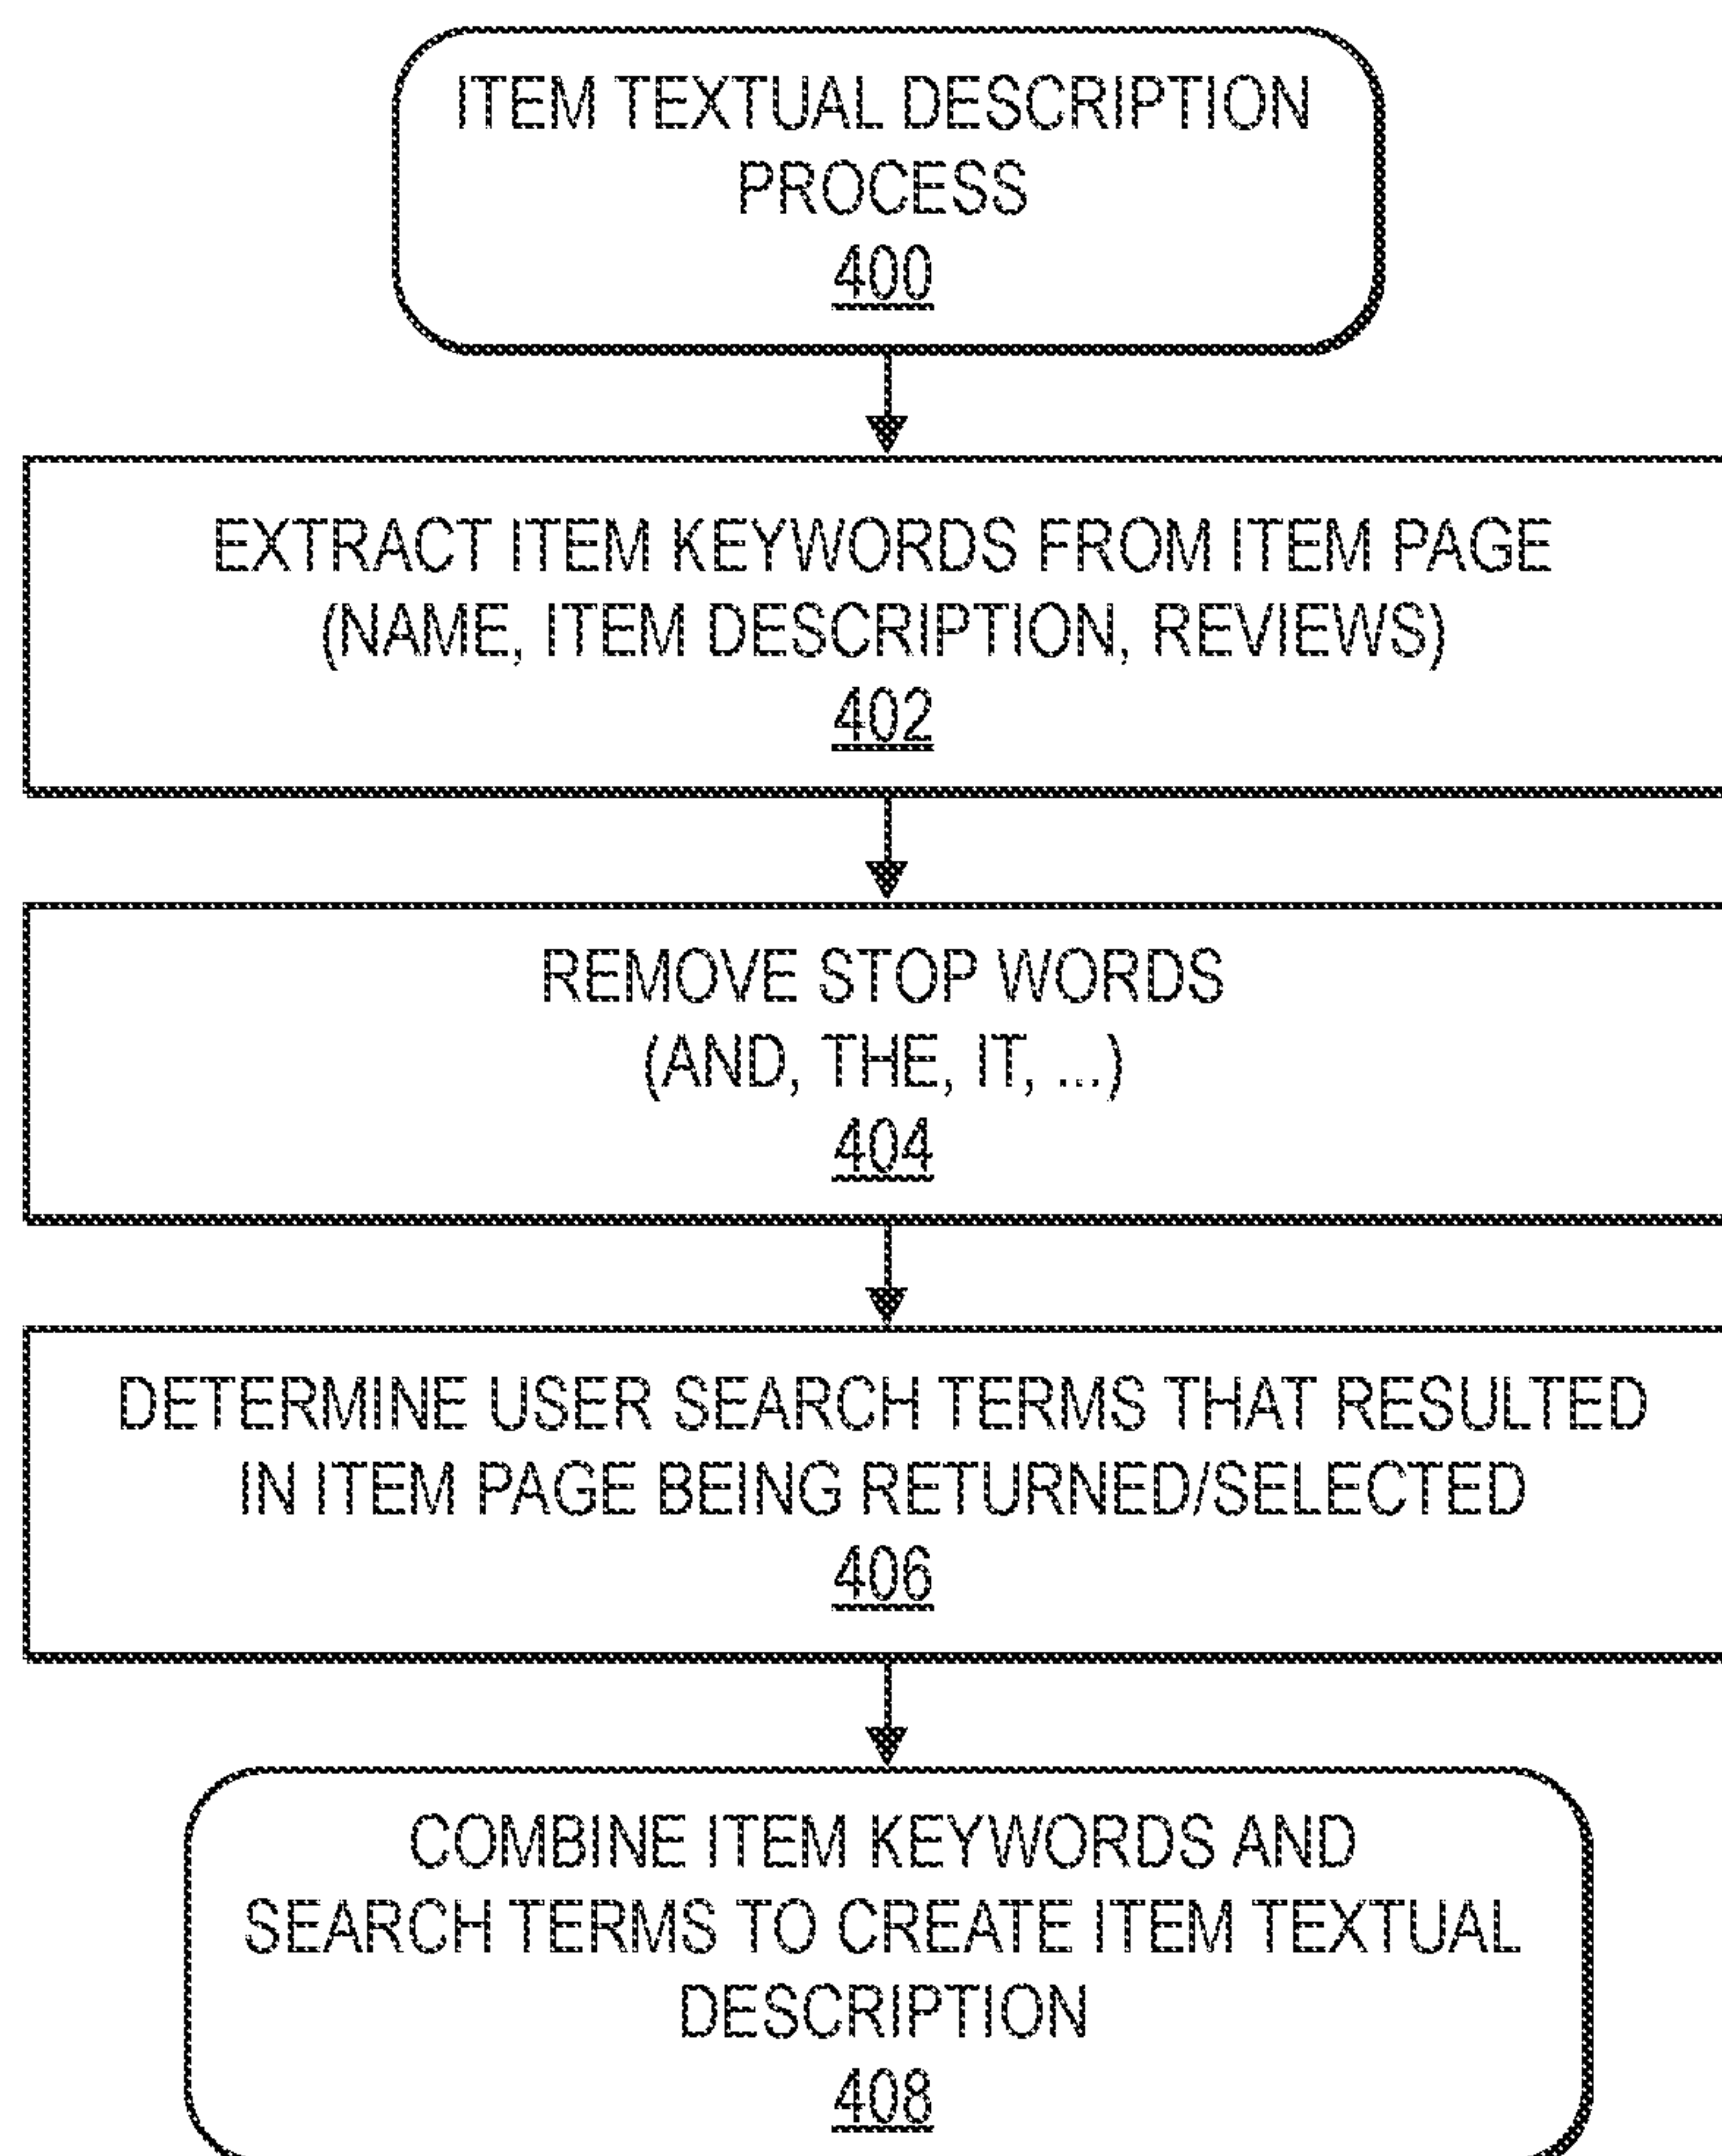 ITEM TEXTUAL DESCRIPTION
PROCESS
400
EXTRACT ITEM KEYWORDS FROM ITEM PAGE
(NAME, ITEM DESCRIPTION, REVIEWS)
402
REMOVE STOP WORDS
(AND, THE, IT, ...)
404
DETERMINE USER SEARCH TERMS THAT RESULTED
IN ITEM PAGE BEING RETURNED/SELECTED
406
COMBINE ITEM KEYWORDS AND
SEARCH TERMS TO CREATE ITEM TEXTUAL
DESCRIPTION
408